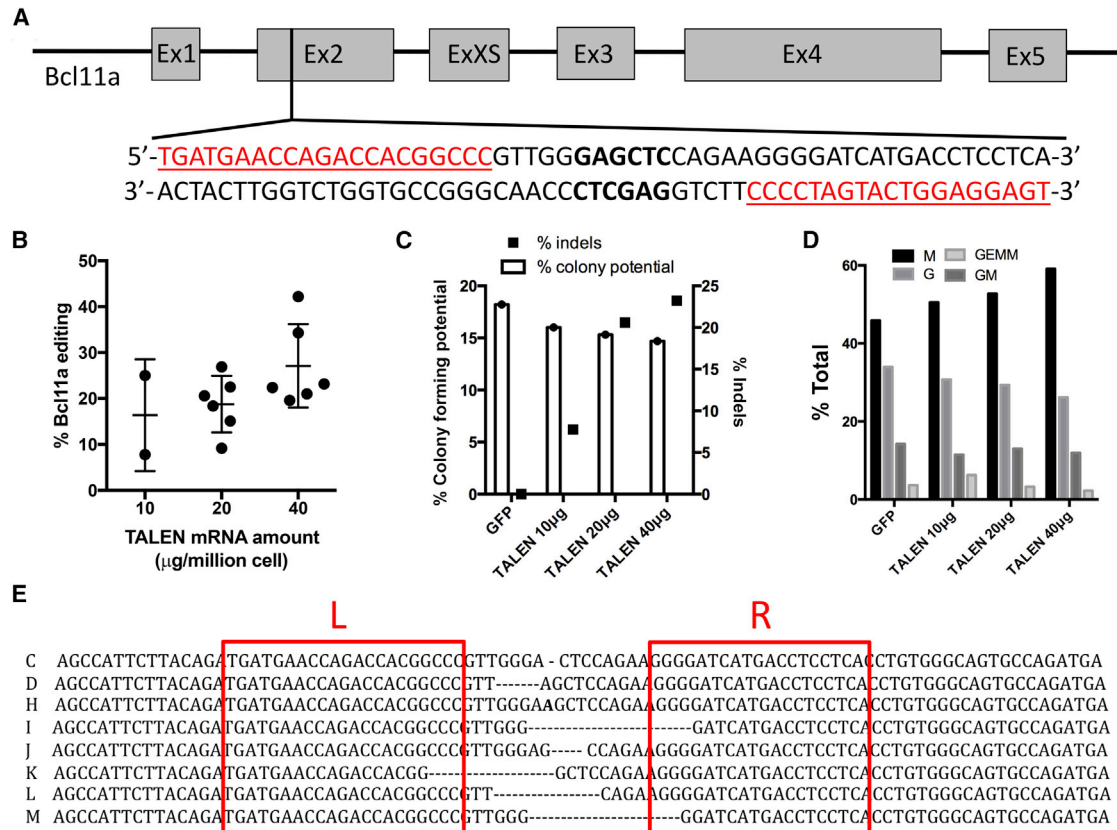 A
Bcl11a
Ex1 Ex2 ExXS Ex3 Ex4 Ex5
5’-TGATGAACCAGACCACGGCCCGTTGGGAGCTCCAGAAGGGGATCATGACCTCCTCA-3’
3’-ACTACTTGGTCTGGTGCCGGGCAACCCTCGAGGTCTTCCCCTAGTACTGGAGGAGT-3’
B
% Bcl11a editing
50
40
30
20
10
0
10 20 40
TALEN mRNA amount
(µg/million cell)
C
% indels
% colony potential
% Colony forming potential
20
15
10
5
0
25
20
15
10
5
0
% Indels
GFP TALEN 10µg TALEN 20µg TALEN 40µg
D
M GEMM
G GM
% Total
60
40
20
0
GFP TALEN 10µg TALEN 20µg TALEN 40µg
E
L R
C AGCCATTCTTACAGATGATGAACCAGACCACGGCCCGTTGGGA-CTCCAGAAGGGGATCATGACCTCCTCACCTGTGGGCAGTGCCAGATGA
D AGCCATTCTTACAGATGATGAACCAGACCACGGCCCGTT-------AGCTCCAGAAGGGGATCATGACCTCCTCACCTGTGGGCAGTGCCAGATGA
H AGCCATTCTTACAGATGATGAACCAGACCACGGCCCGTTGGGAAGCTCCAGAAGGGGATCATGACCTCCTCACCTGTGGGCAGTGCCAGATGA
I AGCCATTCTTACAGATGATGAACCAGACCACGGCCCGTTGGG-------------------------GATCATGACCTCCTCACCTGTGGGCAGTGCCAGATGA
J AGCCATTCTTACAGATGATGAACCAGACCACGGCCCGTTGGGAG-----CCAGAAGGGGATCATGACCTCCTCACCTGTGGGCAGTGCCAGATGA
K AGCCATTCTTACAGATGATGAACCAGACCACGG-------------------GCTCCAGAAGGGGATCATGACCTCCTCACCTGTGGGCAGTGCCAGATGA
L AGCCATTCTTACAGATGATGAACCAGACCACGGCCCGTT----------------CAGAAGGGGATCATGACCTCCTCACCTGTGGGCAGTGCCAGATGA
M AGCCATTCTTACAGATGATGAACCAGACCACGGCCCGTTGGG-----------------------GGATCATGACCTCCTCACCTGTGGGCAGTGCCAGATGA